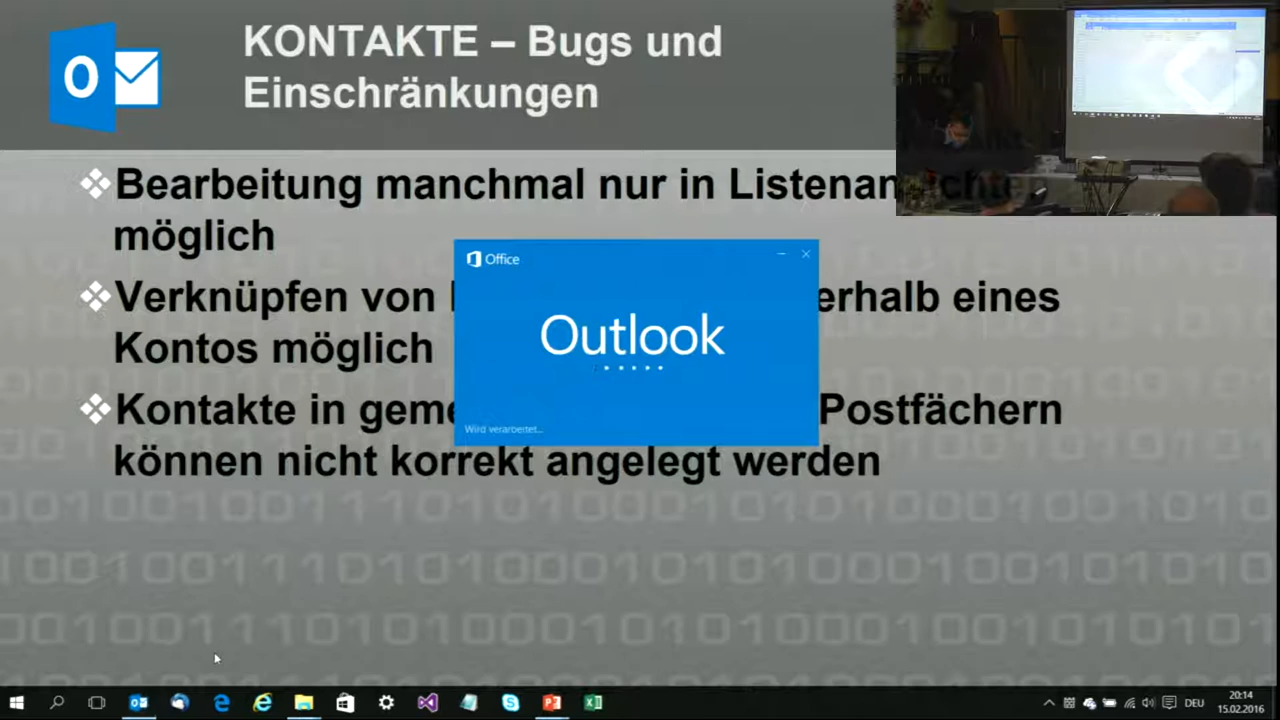 KONTAKTE – Bugs und
Einschränkungen
Bearbeitung manchmal nur in Listenan
möglich
Verknüpfen von
erhalb eines
Kontos möglich
Kontakte in geme
Postfächern
können nicht korrekt angelegt werden
Office
Outlook
Wird verarbeitet...
DEU
20:14
15.02.2016